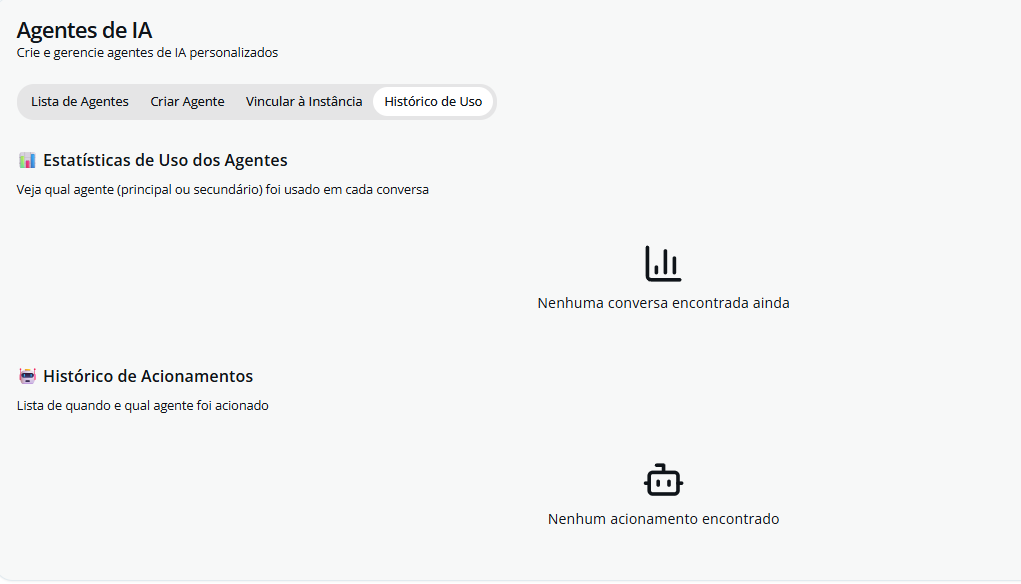 Agentes de IA
Crie e gerencie agentes de IA personalizados
Lista de Agentes Criar Agente Vincular à Instância Histórico de Uso
Estatísticas de Uso dos Agentes
Veja qual agente (principal ou secundário) foi usado em cada conversa
Nenhuma conversa encontrada ainda
Histórico de Acionamentos
Lista de quando e qual agente foi acionado
Nenhum acionamento encontrado